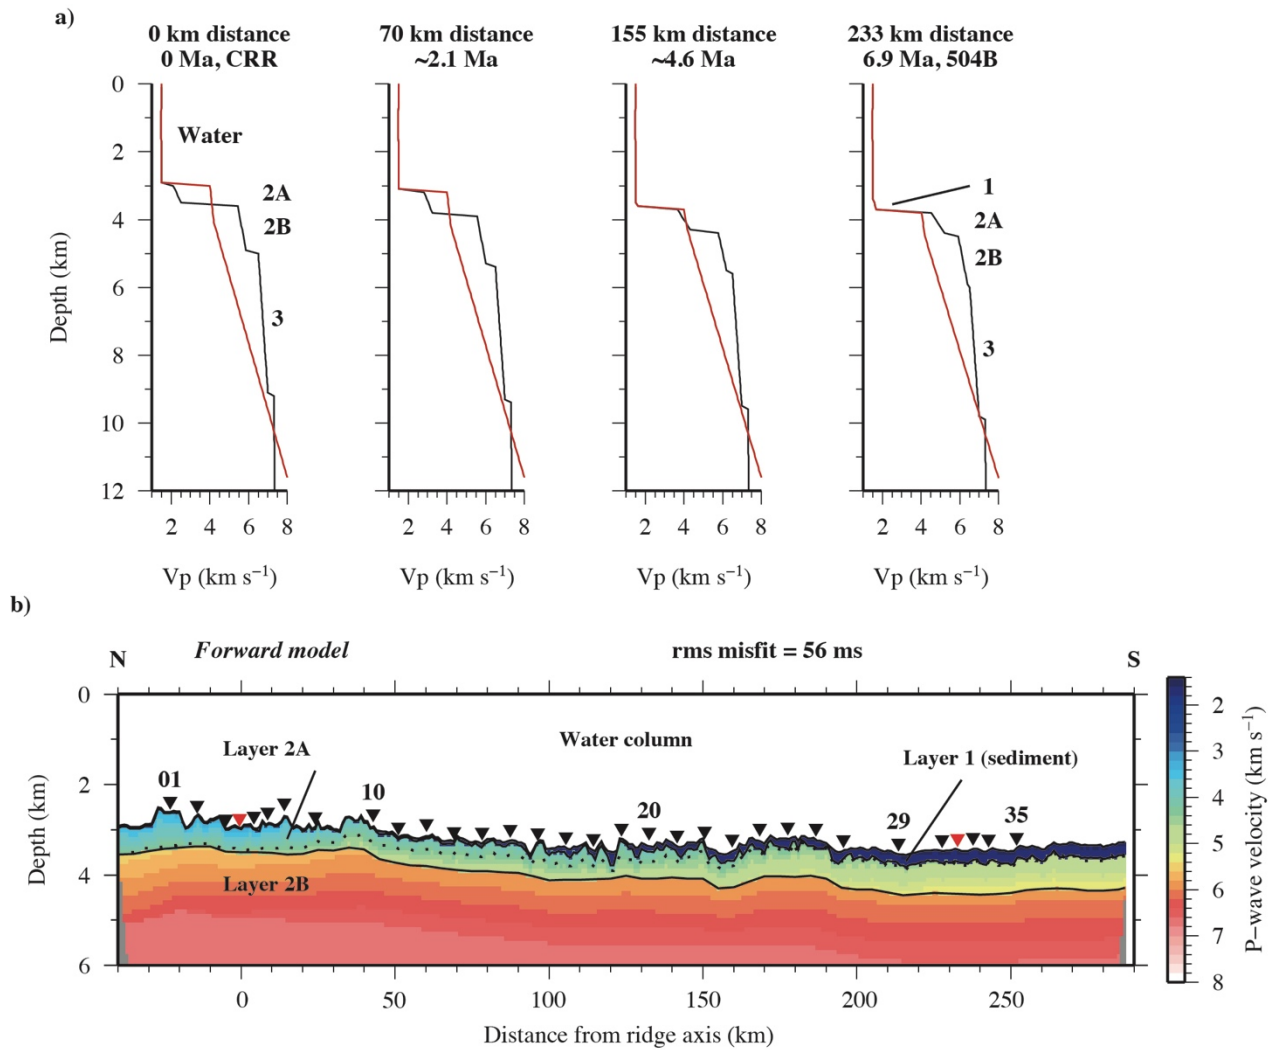 a)
0 km distance
0 Ma, CRR
70 km distance
~2.1 Ma
155 km distance
~4.6 Ma
233 km distance
6.9 Ma, 504B
0
2
4
6
8
10
12
Depth (km)
Water
2A
2B
3
1
2A
2B
3
2 4 6 8
2 4 6 8
2 4 6 8
2 4 6 8
Vp (km s⁻¹)
Vp (km s⁻¹)
Vp (km s⁻¹)
Vp (km s⁻¹)
b)
N
Forward model
rms misfit = 56 ms
S
0
2
4
6
Depth (km)
Water column
Layer 2A
Layer 1 (sediment)
01
10
20
29
35
Layer 2B
0 50 100 150 200 250
Distance from ridge axis (km)
2
3
4
5
6
7
8
P–wave velocity (km s⁻¹)